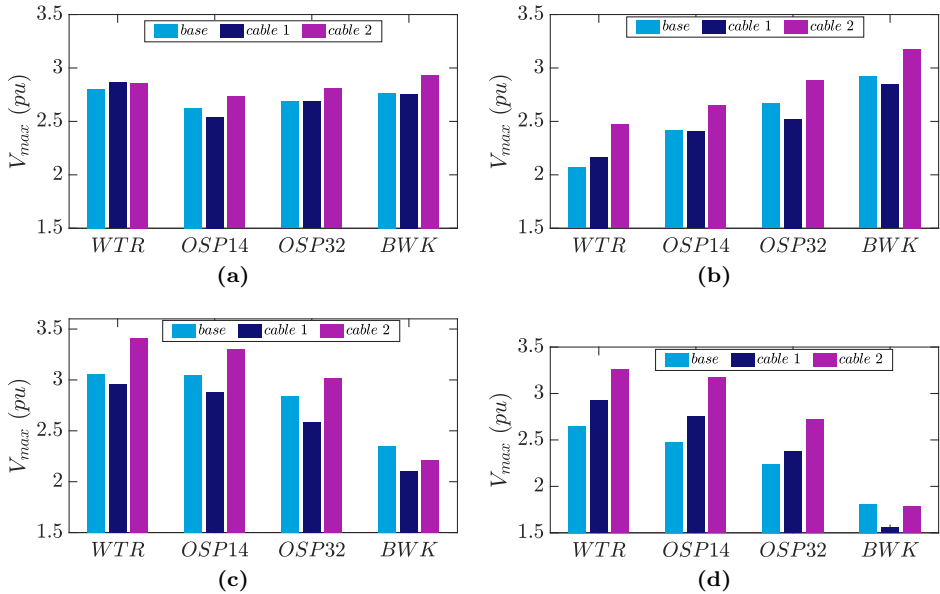 base cable 1 cable 2
3.5
3
2.5
2
1.5
V_max (pu)
WTR OSP14 OSP32 BWK
(a)
base cable 1 cable 2
3.5
3
2.5
2
1.5
V_max (pu)
WTR OSP14 OSP32 BWK
(b)
base cable 1 cable 2
3.5
3
2.5
2
1.5
V_max (pu)
WTR OSP14 OSP32 BWK
(c)
base cable 1 cable 2
3.5
3
2.5
2
1.5
V_max (pu)
WTR OSP14 OSP32 BWK
(d)